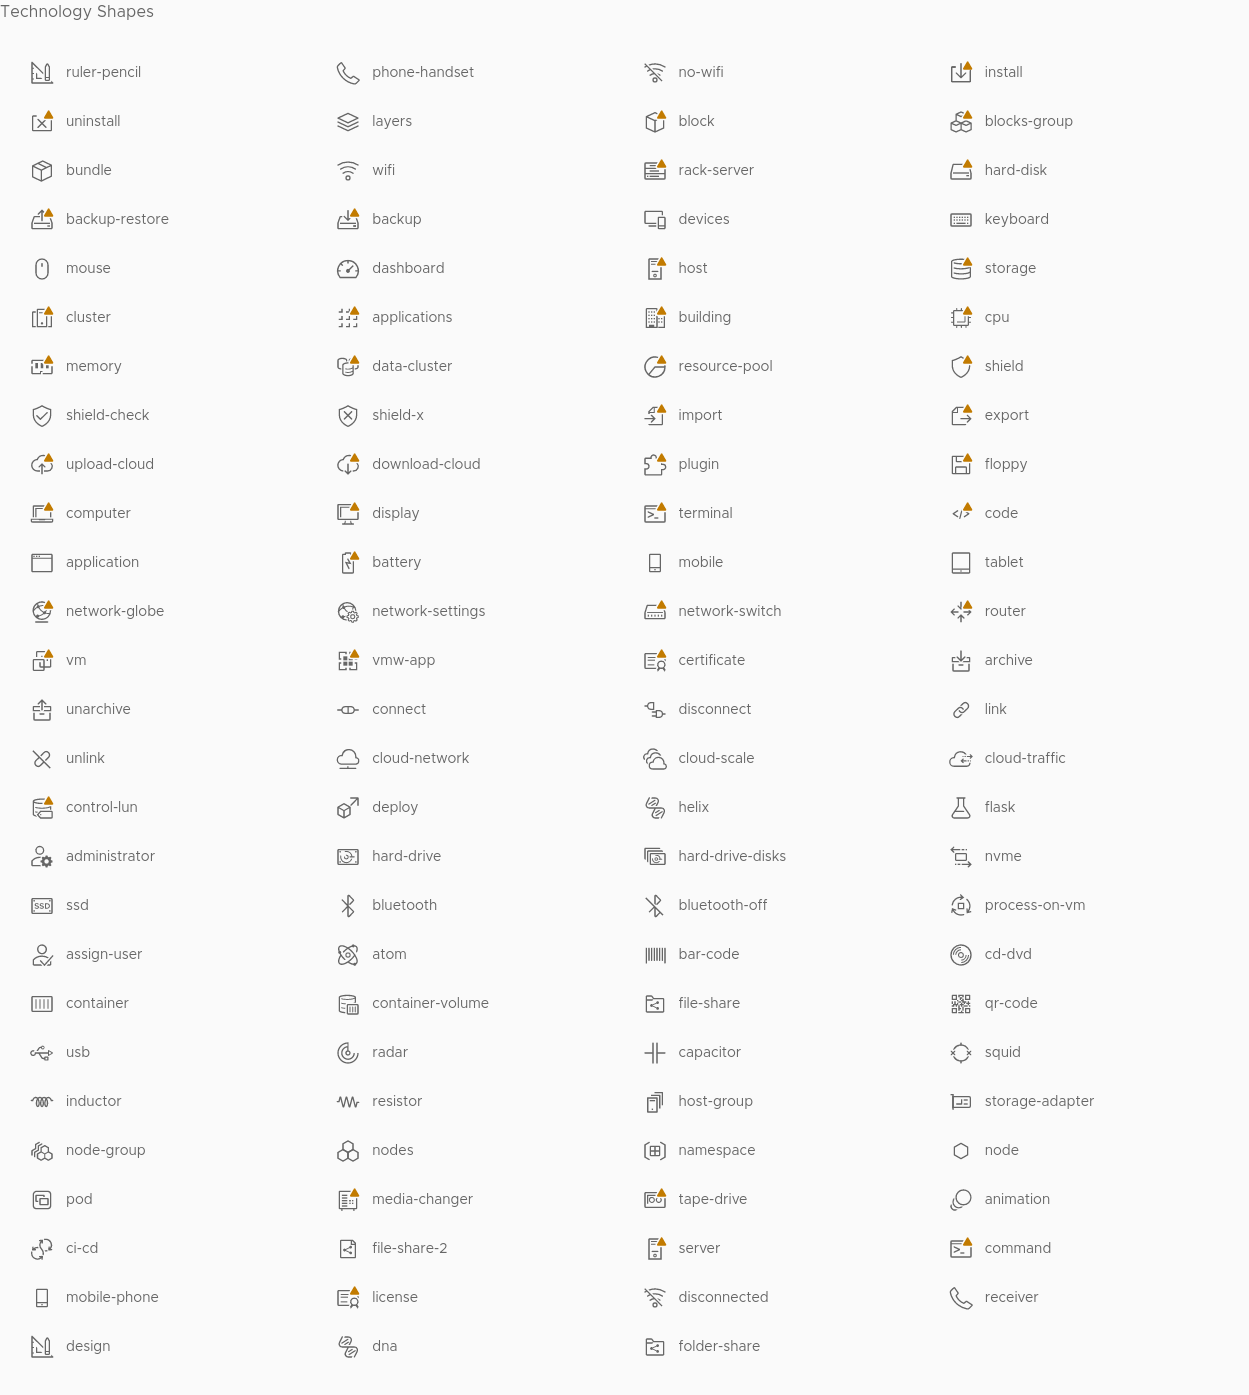 Technology Shapes
ruler-pencil phone-handset no-wifi install
uninstall layers block blocks-group
bundle wifi rack-server hard-disk
backup-restore backup devices keyboard
mouse dashboard host storage
cluster applications building cpu
memory data-cluster resource-pool shield
shield-check shield-x import export
upload-cloud download-cloud plugin floppy
computer display terminal code
application battery mobile tablet
network-globe network-settings network-switch router
vm vmw-app certificate archive
unarchive connect disconnect link
unlink cloud-network cloud-scale cloud-traffic
control-lun deploy helix flask
administrator hard-drive hard-drive-disks nvme
SSD ssd bluetooth bluetooth-off process-on-vm
assign-user atom bar-code cd-dvd
container container-volume file-share qr-code
usb radar capacitor squid
inductor resistor host-group storage-adapter
node-group nodes namespace node
pod media-changer tape-drive animation
ci-cd file-share-2 server command
mobile-phone license disconnected receiver
design dna folder-share